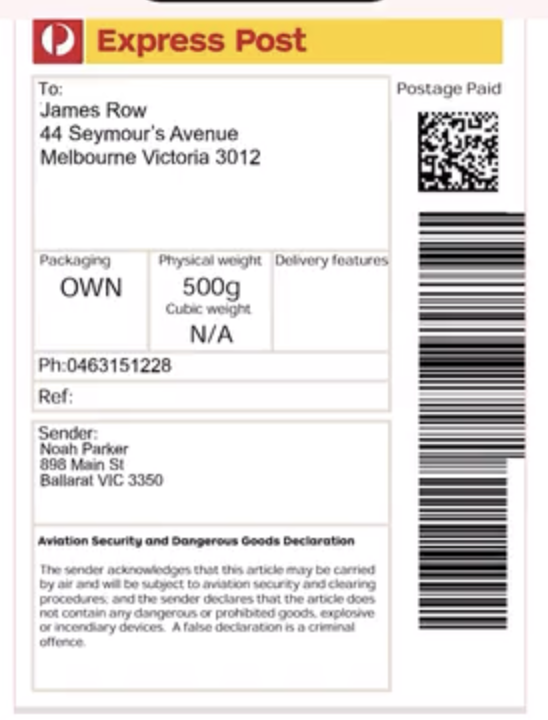 Express Post
To:
James Row
44 Seymour's Avenue
Melbourne Victoria 3012
Postage Paid
Packaging
OWN
Physical weight
500g
Cubic weight
N/A
Delivery features
Ph:0463151228
Ref:
Sender:
Noah Parker
898 Main St
Ballarat VIC 3350
Aviation Security and Dangerous Goods Declaration
The sender acknowledges that this article may be carried
by air and will be subject to aviation security and clearing
procedures; and the sender declares that the article does
not contain any dangerous or prohibited goods, explosive
or incendiary devices. A false declaration is a criminal
offence.